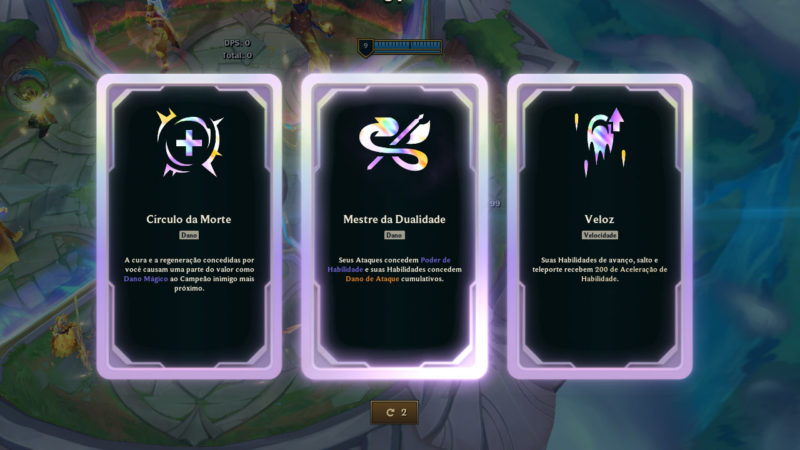 DPS: 0
Total: 0
9
Círculo da Morte
Dano
A cura e a regeneração concedidas por
você causam uma parte do valor como
Dano Mágico ao Campeão inimigo mais
próximo.
Mestre da Dualidade
Dano
Seus Ataques concedem Poder de
Habilidade e suas Habilidades concedem
Dano de Ataque cumulativos.
99
Veloz
Velocidade
Suas Habilidades de avanço, salto e
teleporte recebem 200 de Aceleração de
Habilidade.
2